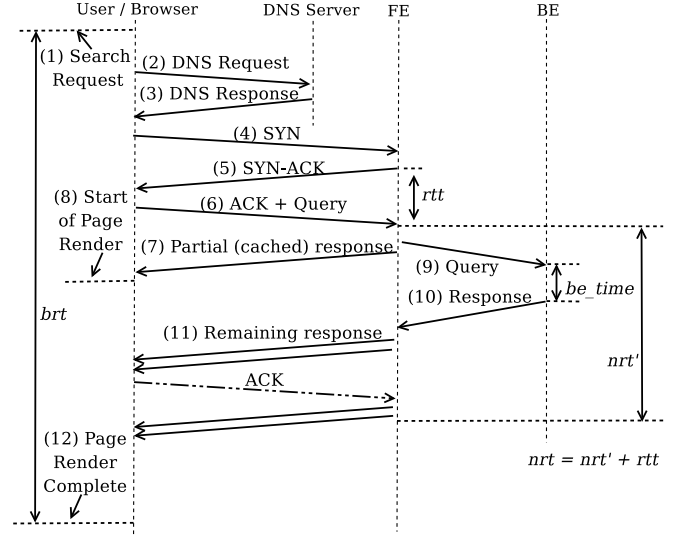 User / Browser
DNS Server
FE
BE
(1) Search
Request
(2) DNS Request
(3) DNS Response
(4) SYN
(5) SYN-ACK
rtt
(8) Start
of Page
Render
(6) ACK + Query
(7) Partial (cached) response
(9) Query
be_time
(10) Response
brt
(11) Remaining response
nrt'
ACK
(12) Page
Render
Complete
nrt = nrt' + rtt